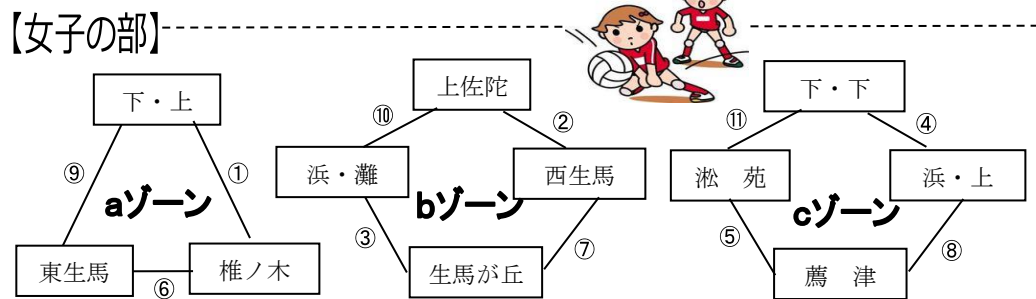 【女子の部】
下・上
上佐陀
下・下
⑩
②
⑪
④
⑨
①
浜・灘
西生馬
淞 苑
浜・上
aゾーン
bゾーン
cゾーン
③
⑦
⑤
⑧
東生馬
椎ノ木
生馬が丘
薦 津
⑥